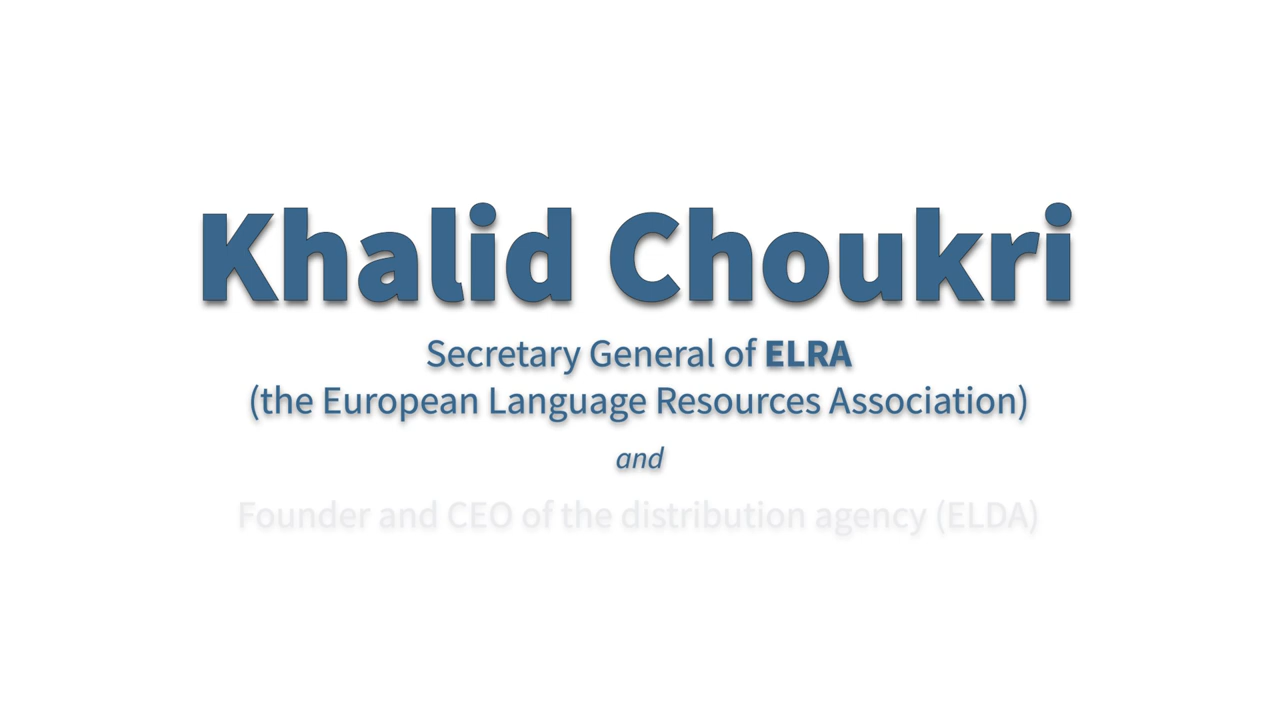 Khalid Choukri
Secretary General of ELRA
(the European Language Resources Association)
and
Founder and CEO of the distribution agency (ELDA)